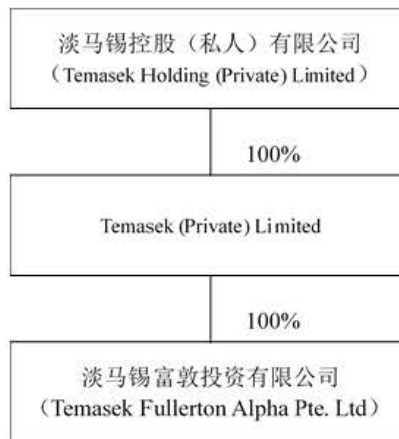 淡马锡控股（私人）有限公司
（Temasek Holding (Private) Limited）
100%
Temasek (Private) Limited
100%
淡马锡富敦投资有限公司
（Temasek Fullerton Alpha Pte. Ltd）